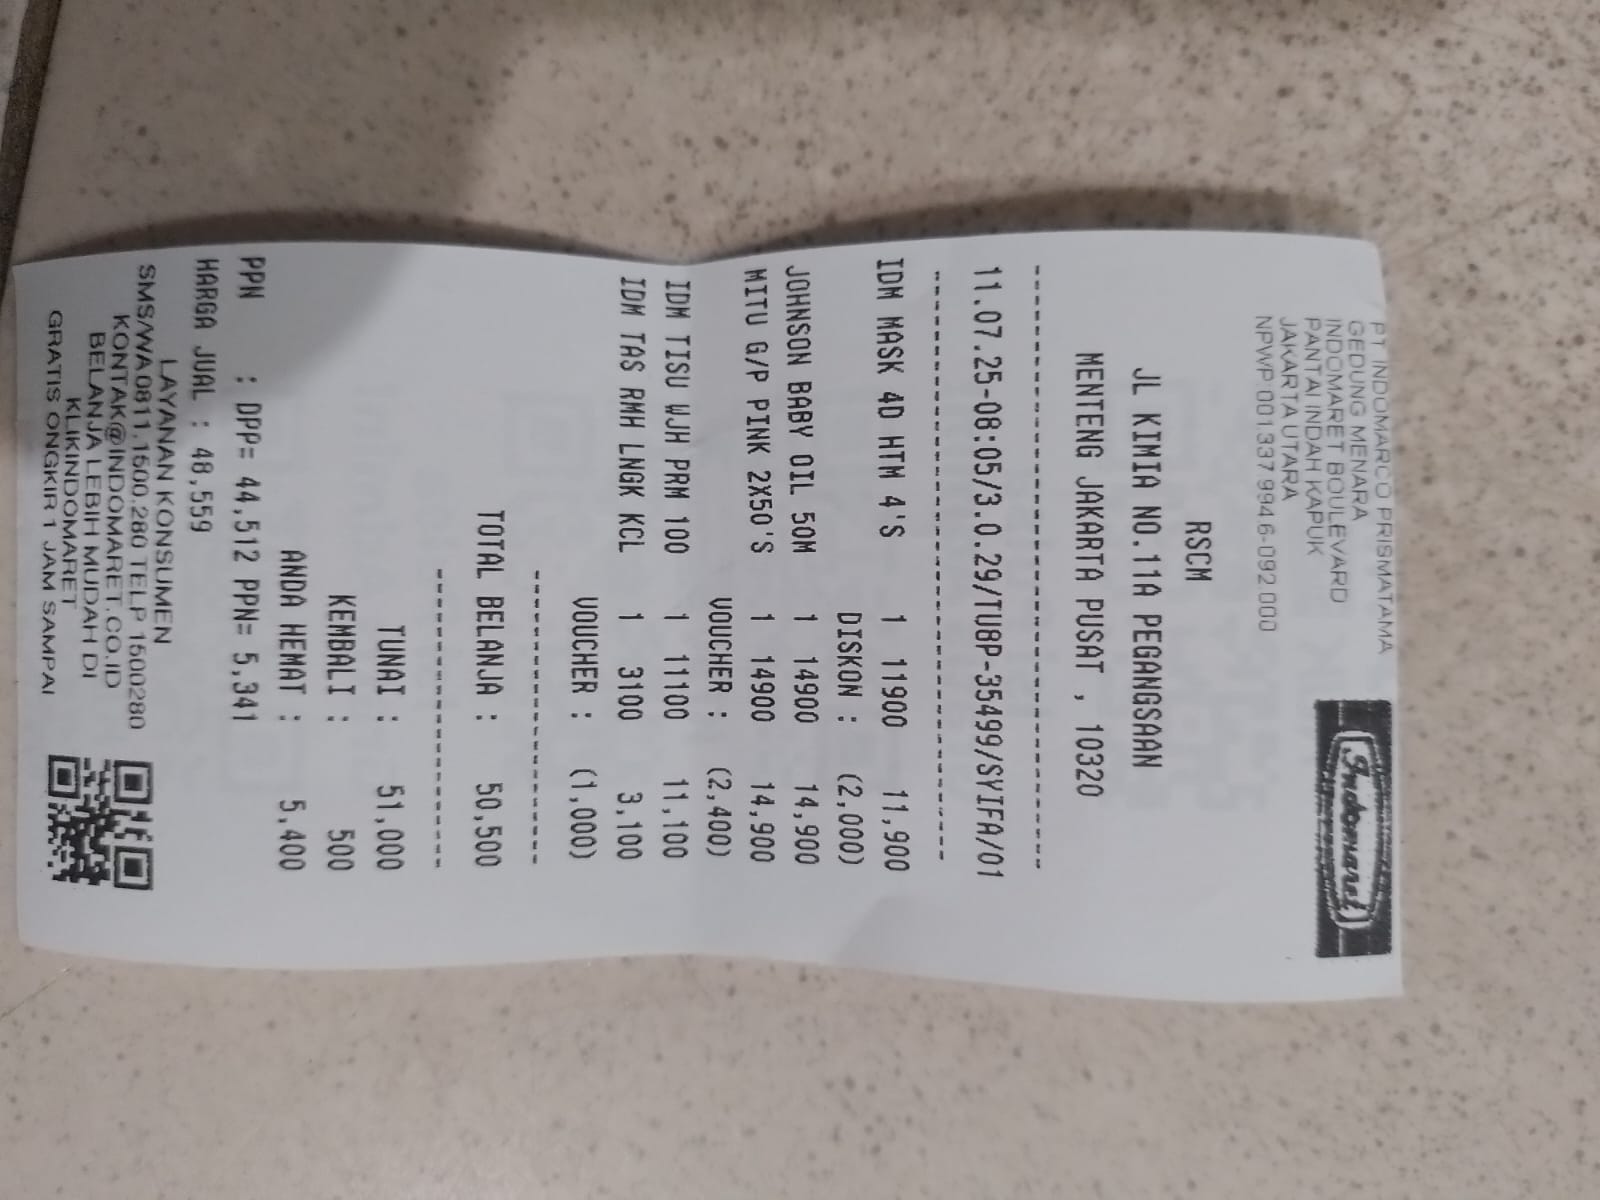 PT INDOMARCO PRISMATAMA
GEDUNG MENARA
INDOMARET BOULEVARD
PANTAI INDAH KAPUK
JAKARTA UTARA
NPWP 001.337.994.6-092.000
Indomaret
RSCM
JL KIMIA NO.11A PEGANGSAAN
MENTENG JAKARTA PUSAT , 10320
11.07.25-08:05/3.0.29/TU8P-35499/SYIFA/01
IDM MASK 4D HTM 4'S 1 11900 11,900
DISKON : (2,000)
JOHNSON BABY OIL 50M 1 14900 14,900
MITU G/P PINK 2X50'S 1 14900 14,900
VOUCHER : (2,400)
IDM TISU WJH PRM 100 1 11100 11,100
IDM TAS RMH LNGK KCL 1 3100 3,100
VOUCHER : (1,000)
TOTAL BELANJA : 50,500
TUNAI : 51,000
KEMBALI : 500
ANDA HEMAT : 5,400
PPN : DPP= 44,512 PPN= 5,341
HARGA JUAL : 48,559
LAYANAN KONSUMEN
SMS/WA 0811.1500.280 TELP 1500280
KONTAK@INDOMARET.CO.ID
BELANJA LEBIH MUDAH DI
KLIKINDOMARET
GRATIS ONGKIR 1 JAM SAMPAI